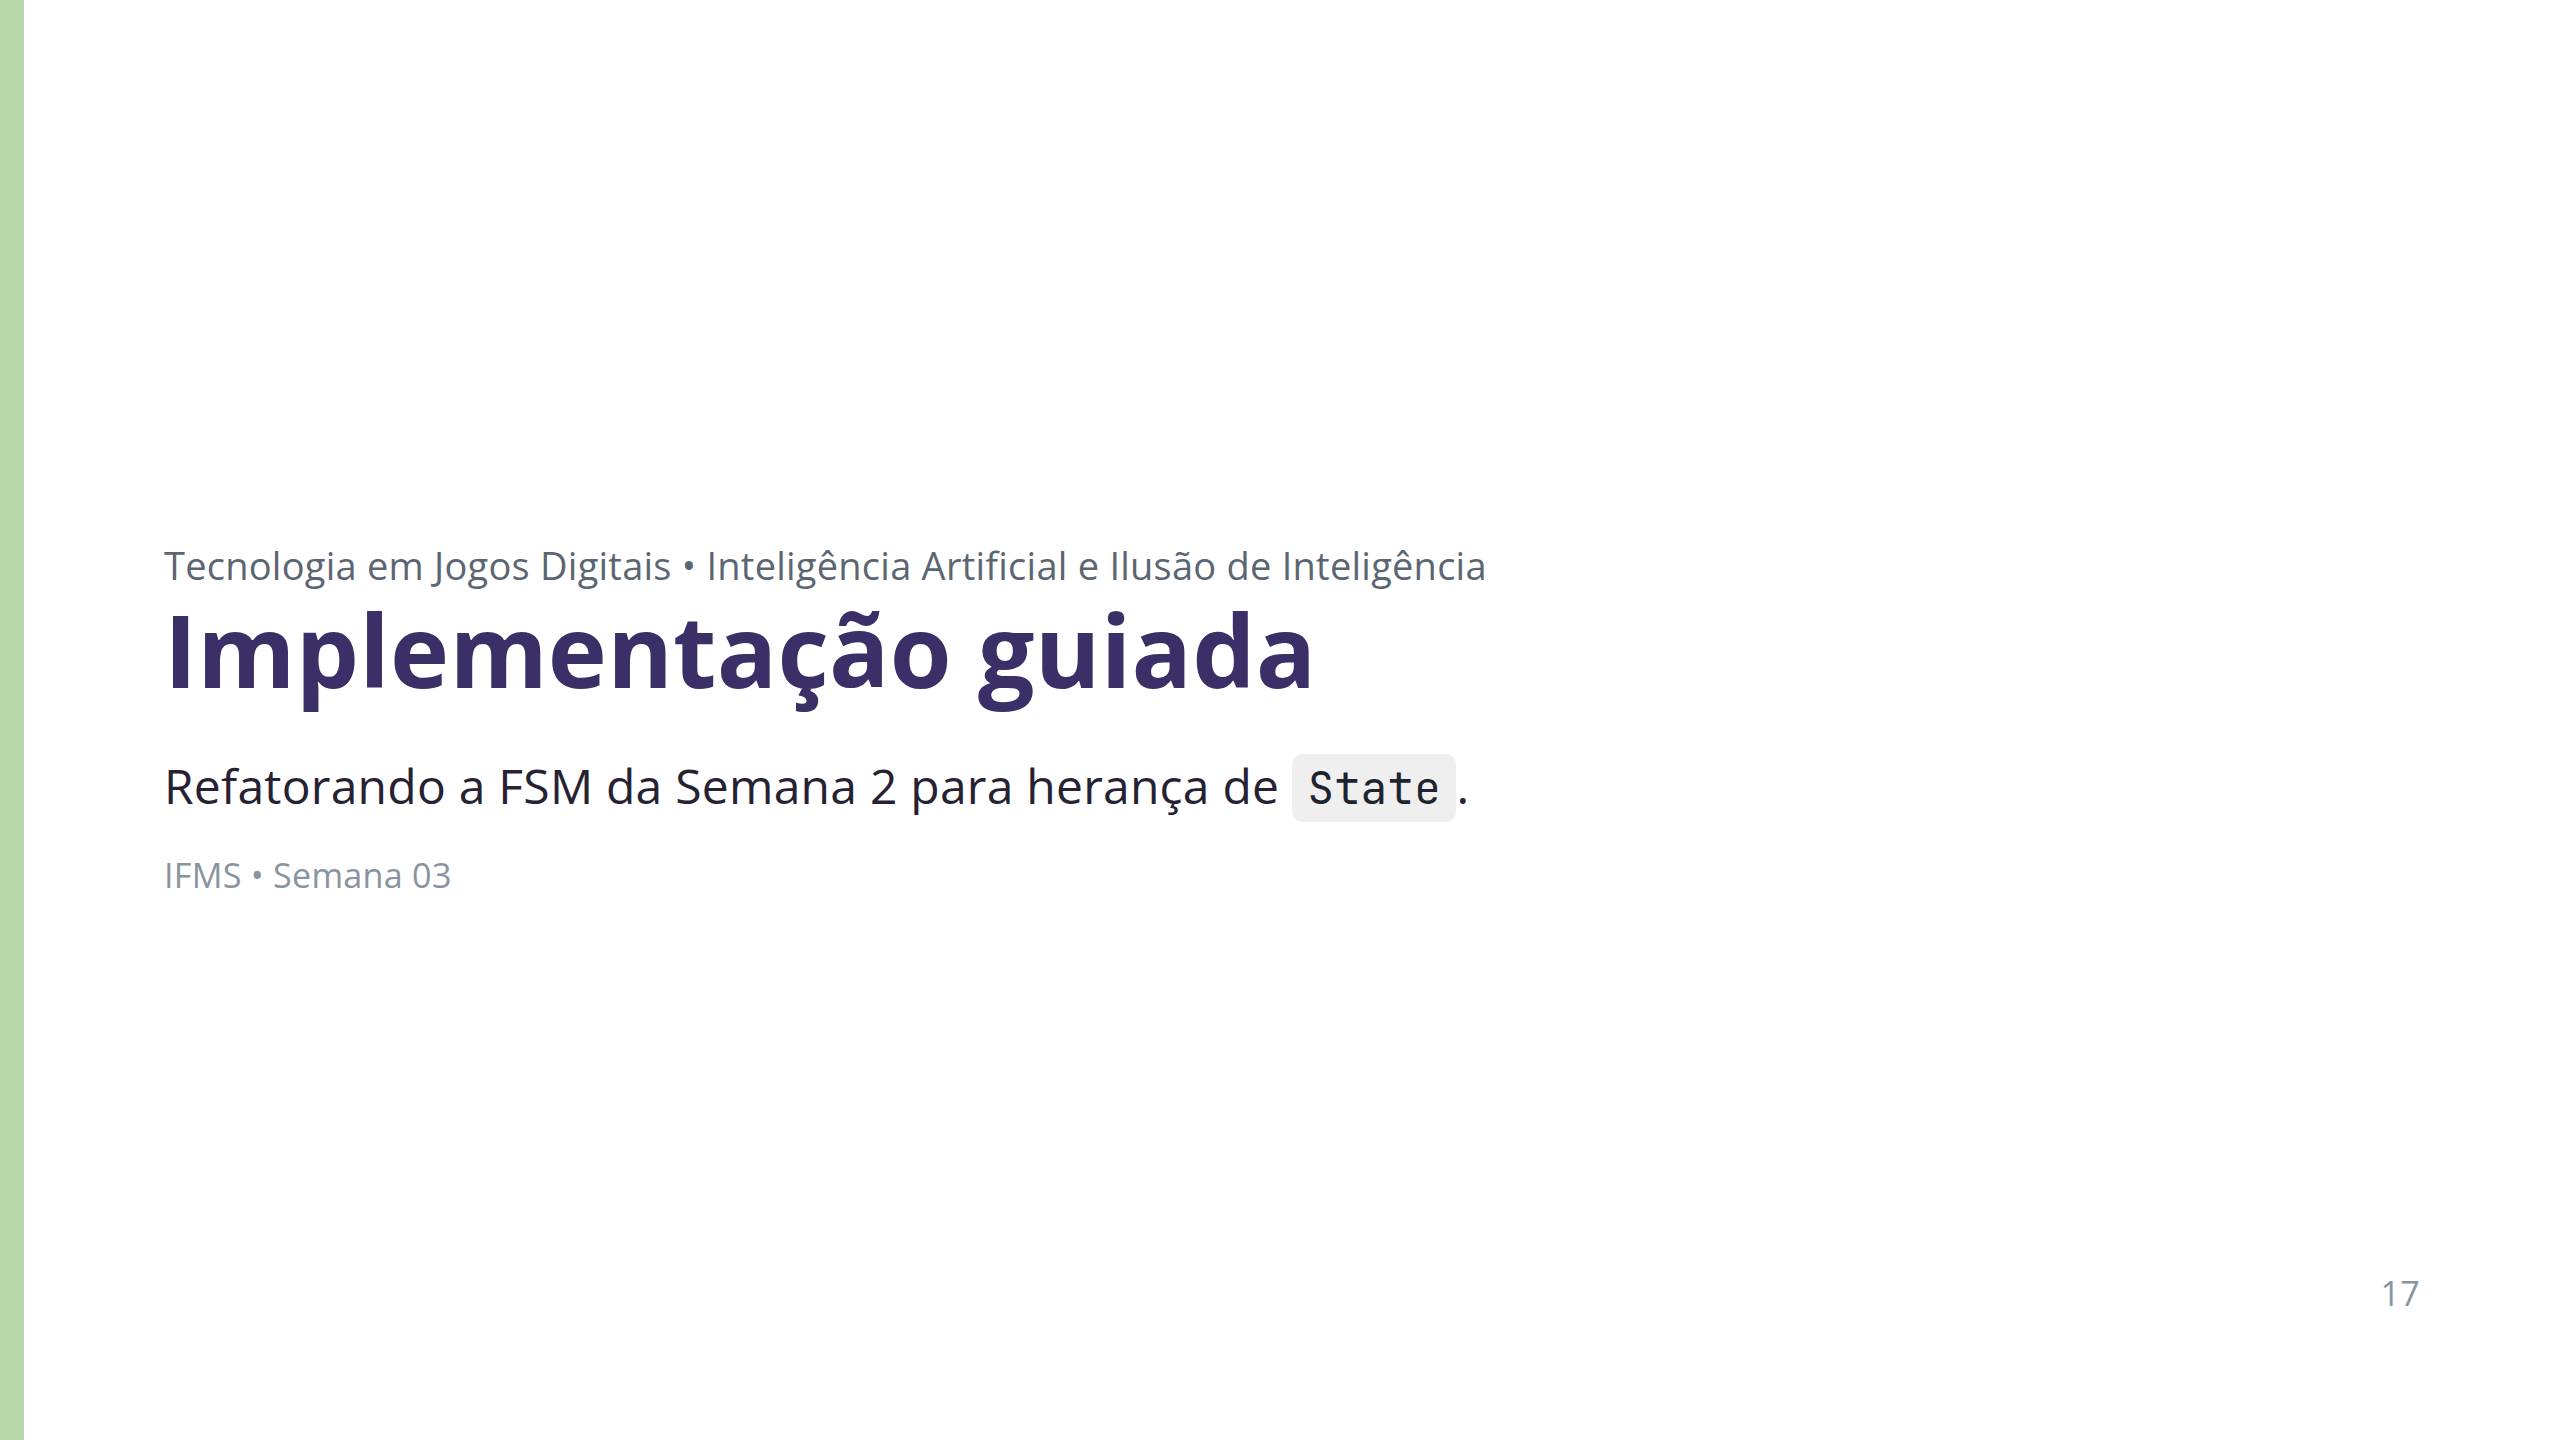 Tecnologia em Jogos Digitais • Inteligência Artificial e Ilusão de Inteligência
Implementação guiada
Refatorando a FSM da Semana 2 para herança de State.
IFMS • Semana 03
17